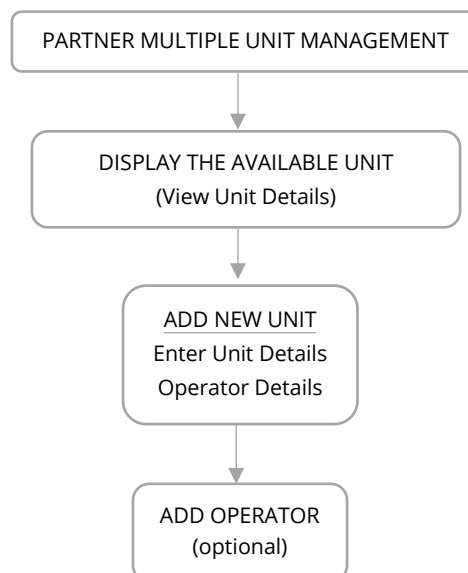 PARTNER MULTIPLE UNIT MANAGEMENT
DISPLAY THE AVAILABLE UNIT
(View Unit Details)
ADD NEW UNIT
Enter Unit Details
Operator Details
ADD OPERATOR
(optional)